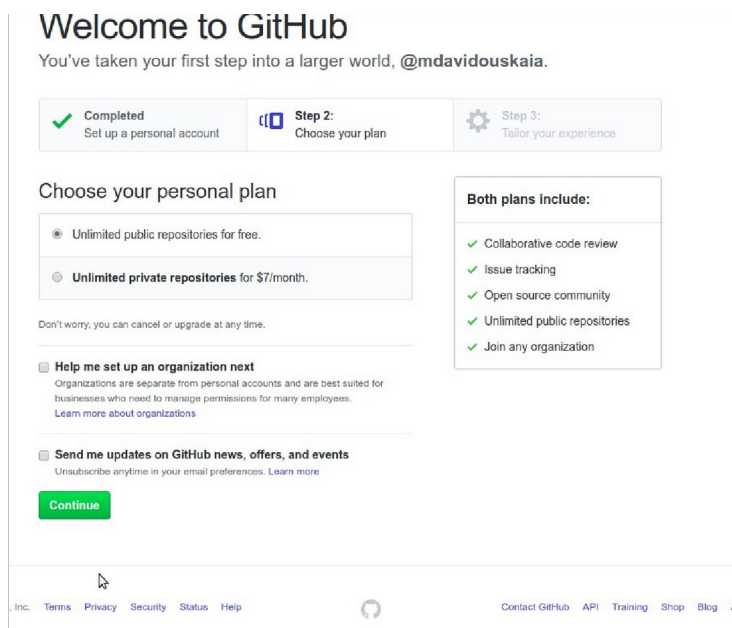 Welcome to GitHub
You've taken your first step into a larger world, @mdavidouskaia.
Completed
Set up a personal account
Step 2:
Choose your plan
Step 3:
Tailor your experience
Choose your personal plan
Unlimited public repositories for free.
Unlimited private repositories for $7/month.
Don't worry, you can cancel or upgrade at any time.
Help me set up an organization next
Organizations are separate from personal accounts and are best suited for
businesses who need to manage permissions for many employees.
Learn more about organizations
Send me updates on GitHub news, offers, and events
Unsubscribe anytime in your email preferences. Learn more
Continue
Both plans include:
Collaborative code review
Issue tracking
Open source community
Unlimited public repositories
Join any organization
, Inc. Terms Privacy Security Status Help
Contact GitHub API Training Shop Blog